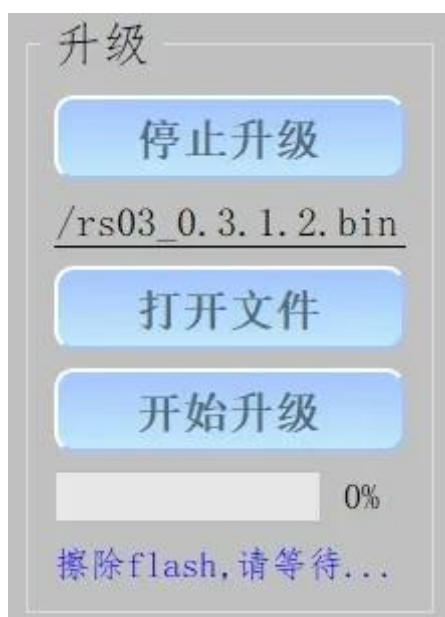 升级
停止升级
/rs03_0.3.1.2.bin
打开文件
开始升级
0%
擦除flash,请等待...